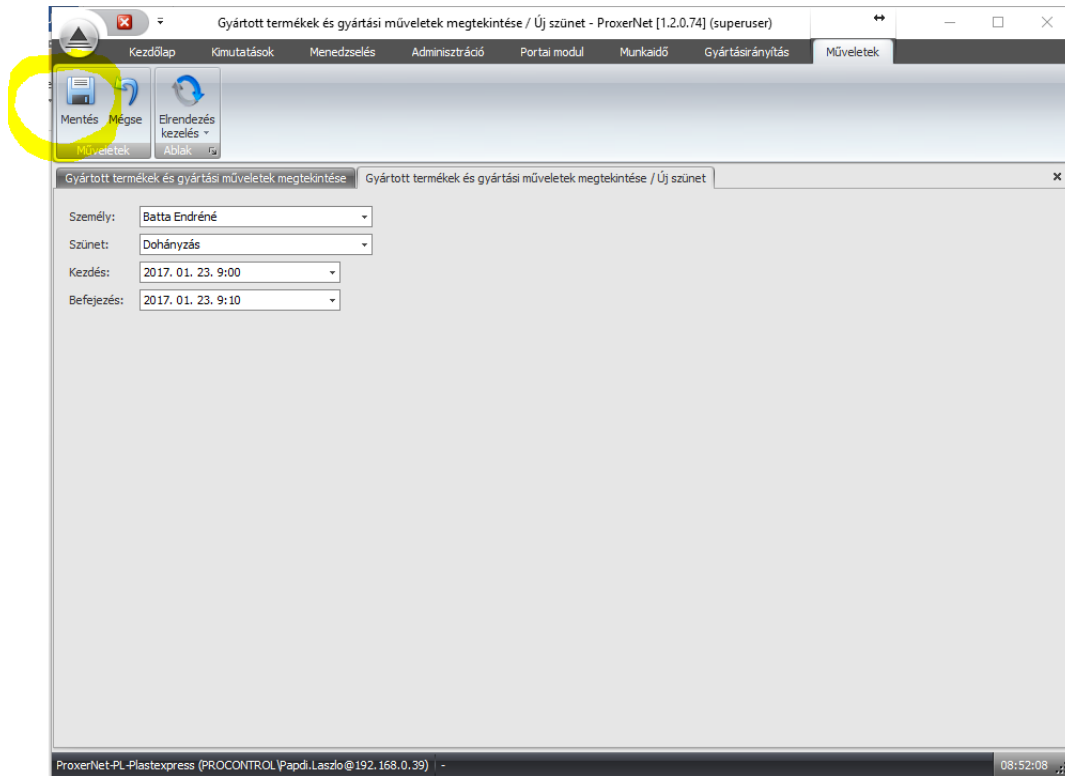 Gyártott termékek és gyártási műveletek megtekintése / Új szünet - ProxerNet [1.2.0.74] (superuser)
Kezdőlap Kimutatások Menedzselés Adminisztráció Portai modul Munkaidő Gyártásirányítás Műveletek
Mentés Mégse Elrendezés
kezelés
Műveletek Ablak
Gyártott termékek és gyártási műveletek megtekintése Gyártott termékek és gyártási műveletek megtekintése / Új szünet
Személy: Batta Endréné
Szünet: Dohányzás
Kezdés: 2017. 01. 23. 9:00
Befejezés: 2017. 01. 23. 9:10
ProxerNet-PL-Plastexpress (PROCONTROL\Papdi.Laszlo@192.168.0.39) - 08:52:08